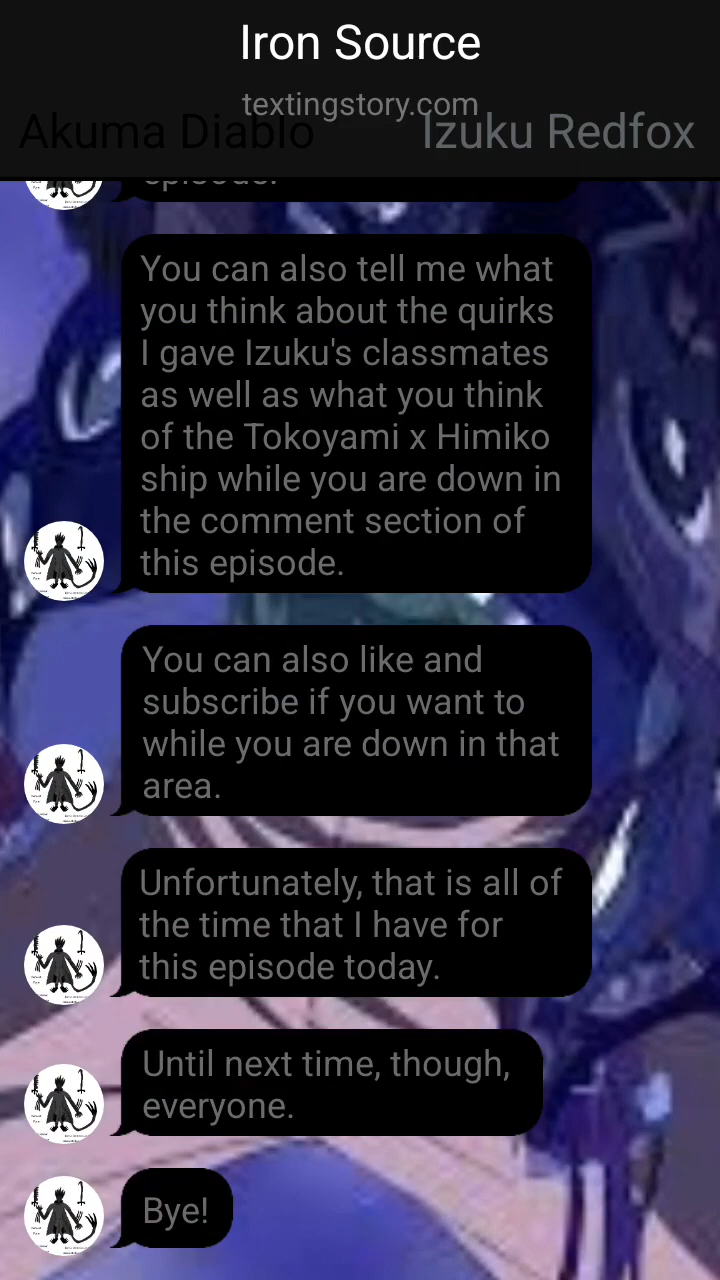 Iron Source
textingstory.com
Akuma Diablo Izuku Redfox
episode.
You can also tell me what
you think about the quirks
I gave Izuku's classmates
as well as what you think
of the Tokoyami x Himiko
ship while you are down in
the comment section of
this episode.
You can also like and
subscribe if you want to
while you are down in that
area.
Unfortunately, that is all of
the time that I have for
this episode today.
Until next time, though,
everyone.
Bye!